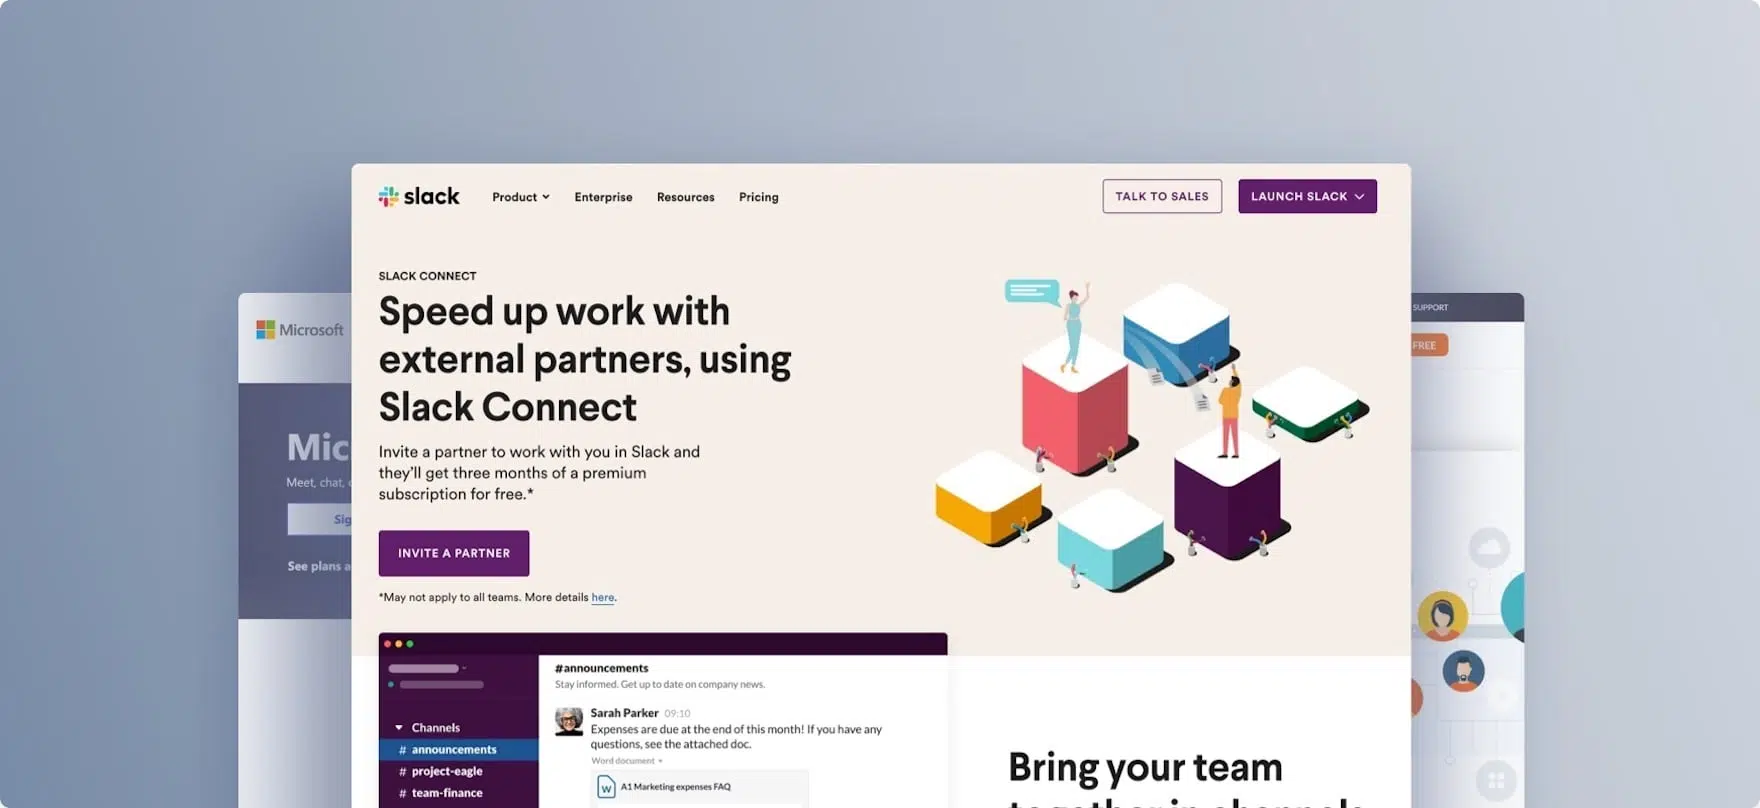 slack
Product
Enterprise
Resources
Pricing
TALK TO SALES
LAUNCH SLACK
SLACK CONNECT
Speed up work with
external partners, using
Slack Connect
Invite a partner to work with you in Slack and
they'll get three months of a premium
subscription for free.*
INVITE A PARTNER
*May not apply to all teams. More details here.
Microsoft
Mic
Meet, chat,
Sig
See plans a
SUPPORT
FREE
Channels
# announcements
# project-eagle
# team-finance
#announcements
Stay informed. Get up to date on company news.
Sarah Parker 09:10
Expenses are due at the end of this month! If you have any
questions, see the attached doc.
Word document
W
A1 Marketing expenses FAQ
Bring your team
together in channels